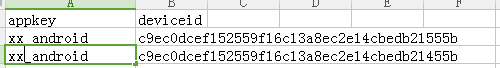 A B C D E F
appkey deviceid
xx_android c9ec0dcef152559f16c13a8ec2e14cbedb21555b
xx_android c9ec0dcef152559f16c13a8ec2e14cbedb21455b